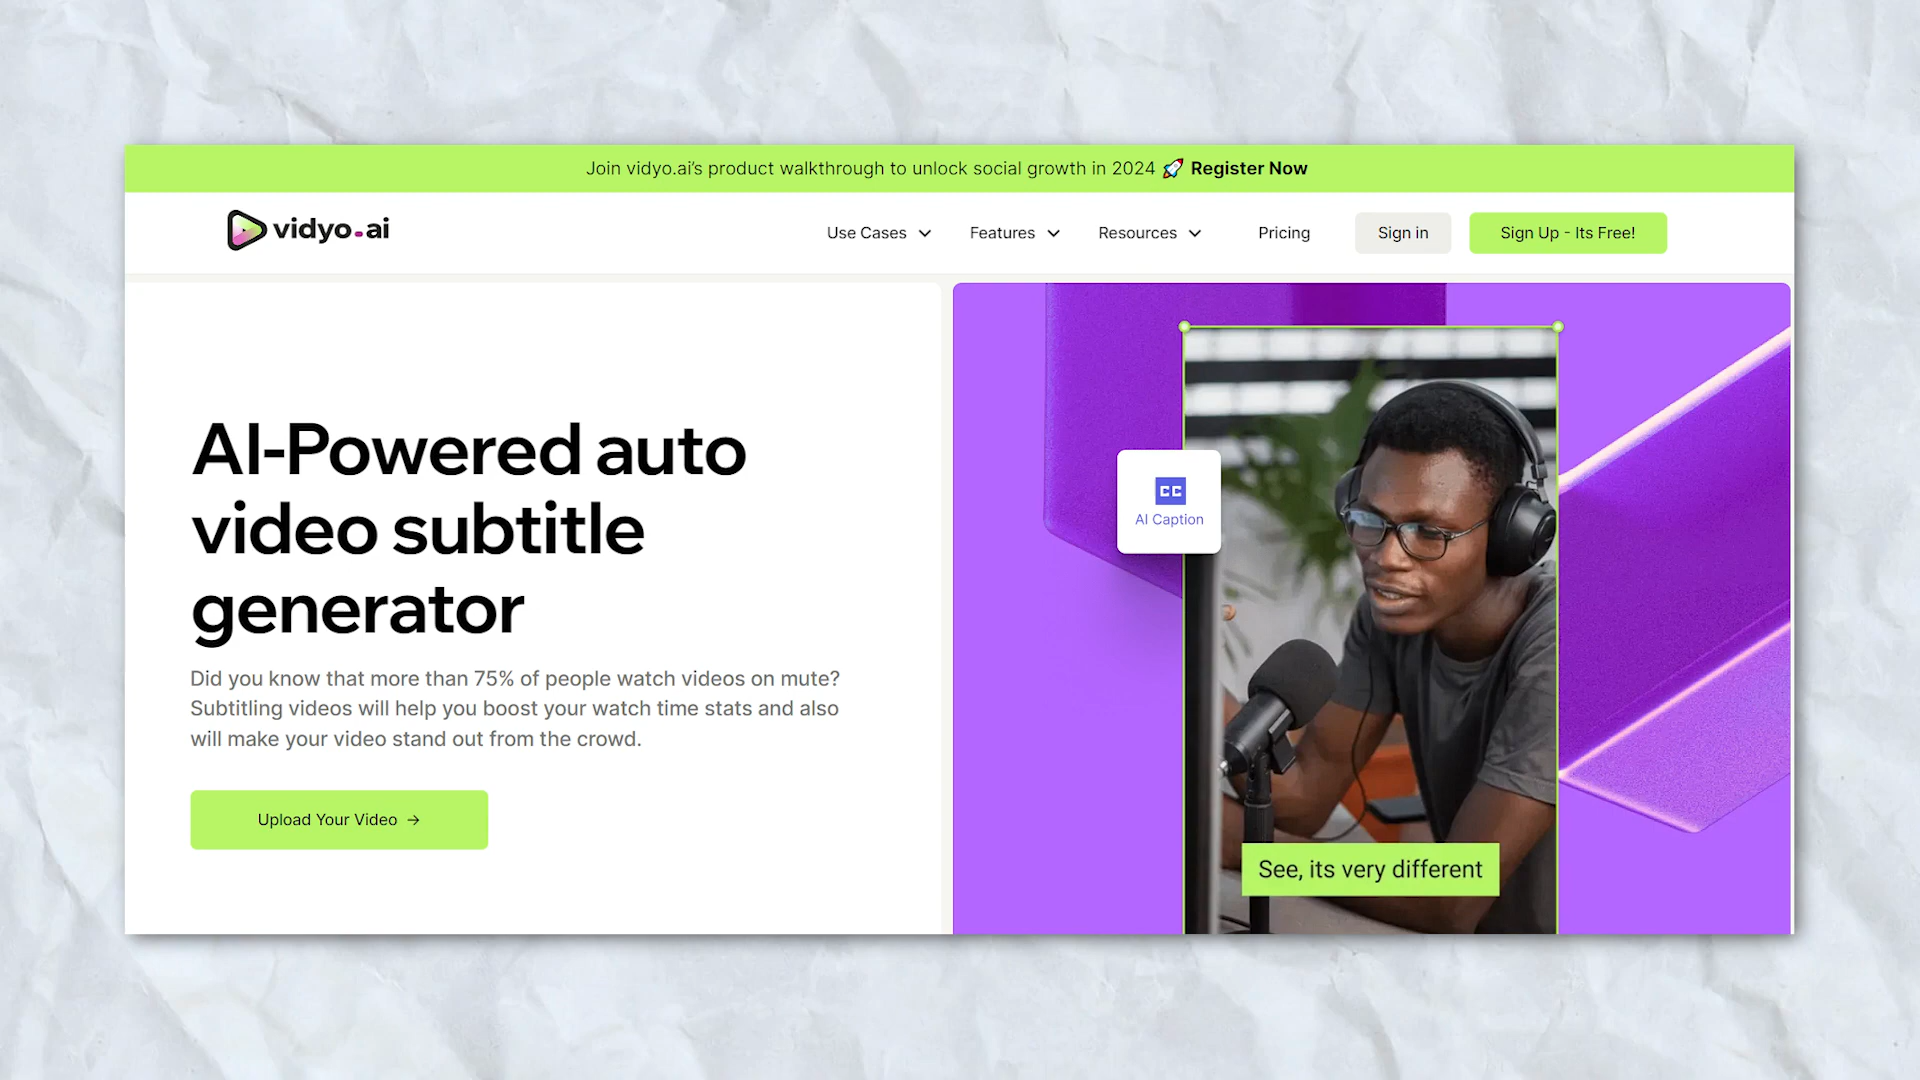 Join vidyo.ai's product walkthrough to unlock social growth in 2024 🚀 Register Now
vidyo.ai
Use Cases
Features
Resources
Pricing
Sign in
Sign Up - Its Free!
AI-Powered auto
video subtitle
generator
Did you know that more than 75% of people watch videos on mute?
Subtitling videos will help you boost your watch time stats and also
will make your video stand out from the crowd.
Upload Your Video →
CC
AI Caption
See, its very different